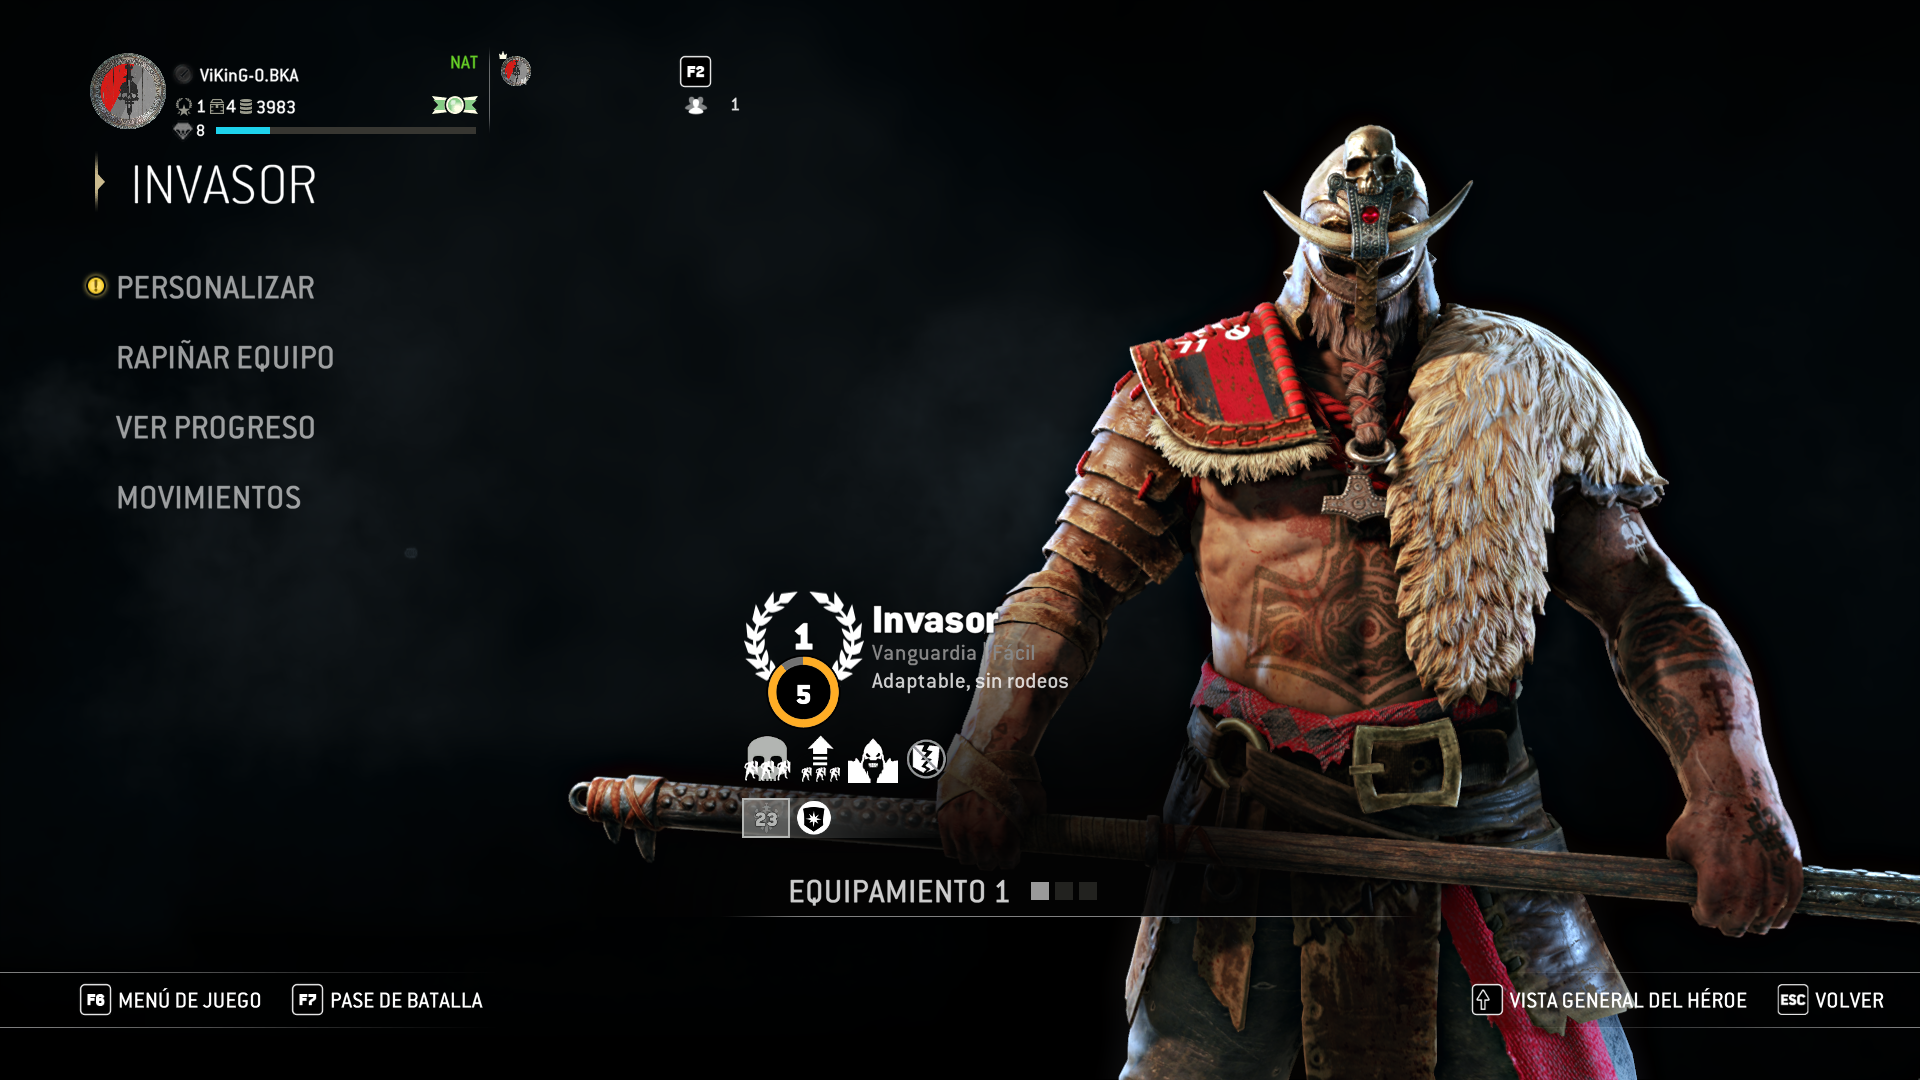 ViKinG-O.BKA
NAT
1 4 3983
8
F2
1
INVASOR
PERSONALIZAR
RAPIÑAR EQUIPO
VER PROGRESO
MOVIMIENTOS
1
5
Invasor
Vanguardia | Fácil
Adaptable, sin rodeos
23
EQUIPAMIENTO 1
F6 MENÚ DE JUEGO
F7 PASE DE BATALLA
VISTA GENERAL DEL HÉROE
ESC VOLVER